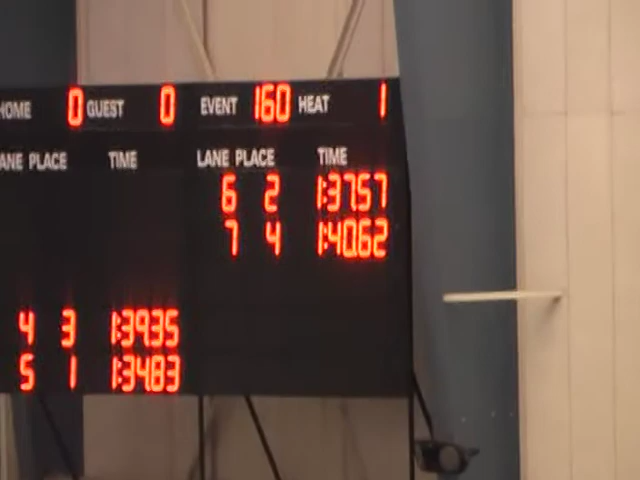 HOME 0 GUEST 0 EVENT 160 HEAT 1
LANE PLACE TIME LANE PLACE TIME
6 2 1:37.57
7 4 1:40.62
4 3 1:39.35
5 1 1:34.83